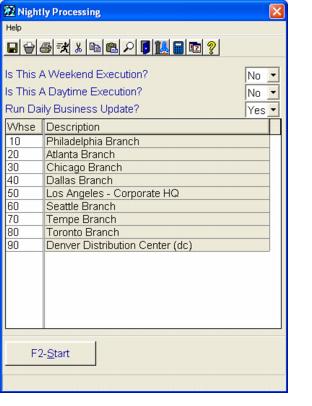 Nightly Processing
Help
Is This A Weekend Execution? No
Is This A Daytime Execution? No
Run Daily Business Update? Yes
Whse Description
10 Philadelphia Branch
20 Atlanta Branch
30 Chicago Branch
40 Dallas Branch
50 Los Angeles - Corporate HQ
60 Seattle Branch
70 Tempe Branch
80 Toronto Branch
90 Denver Distribution Center (dc)
F2-Start